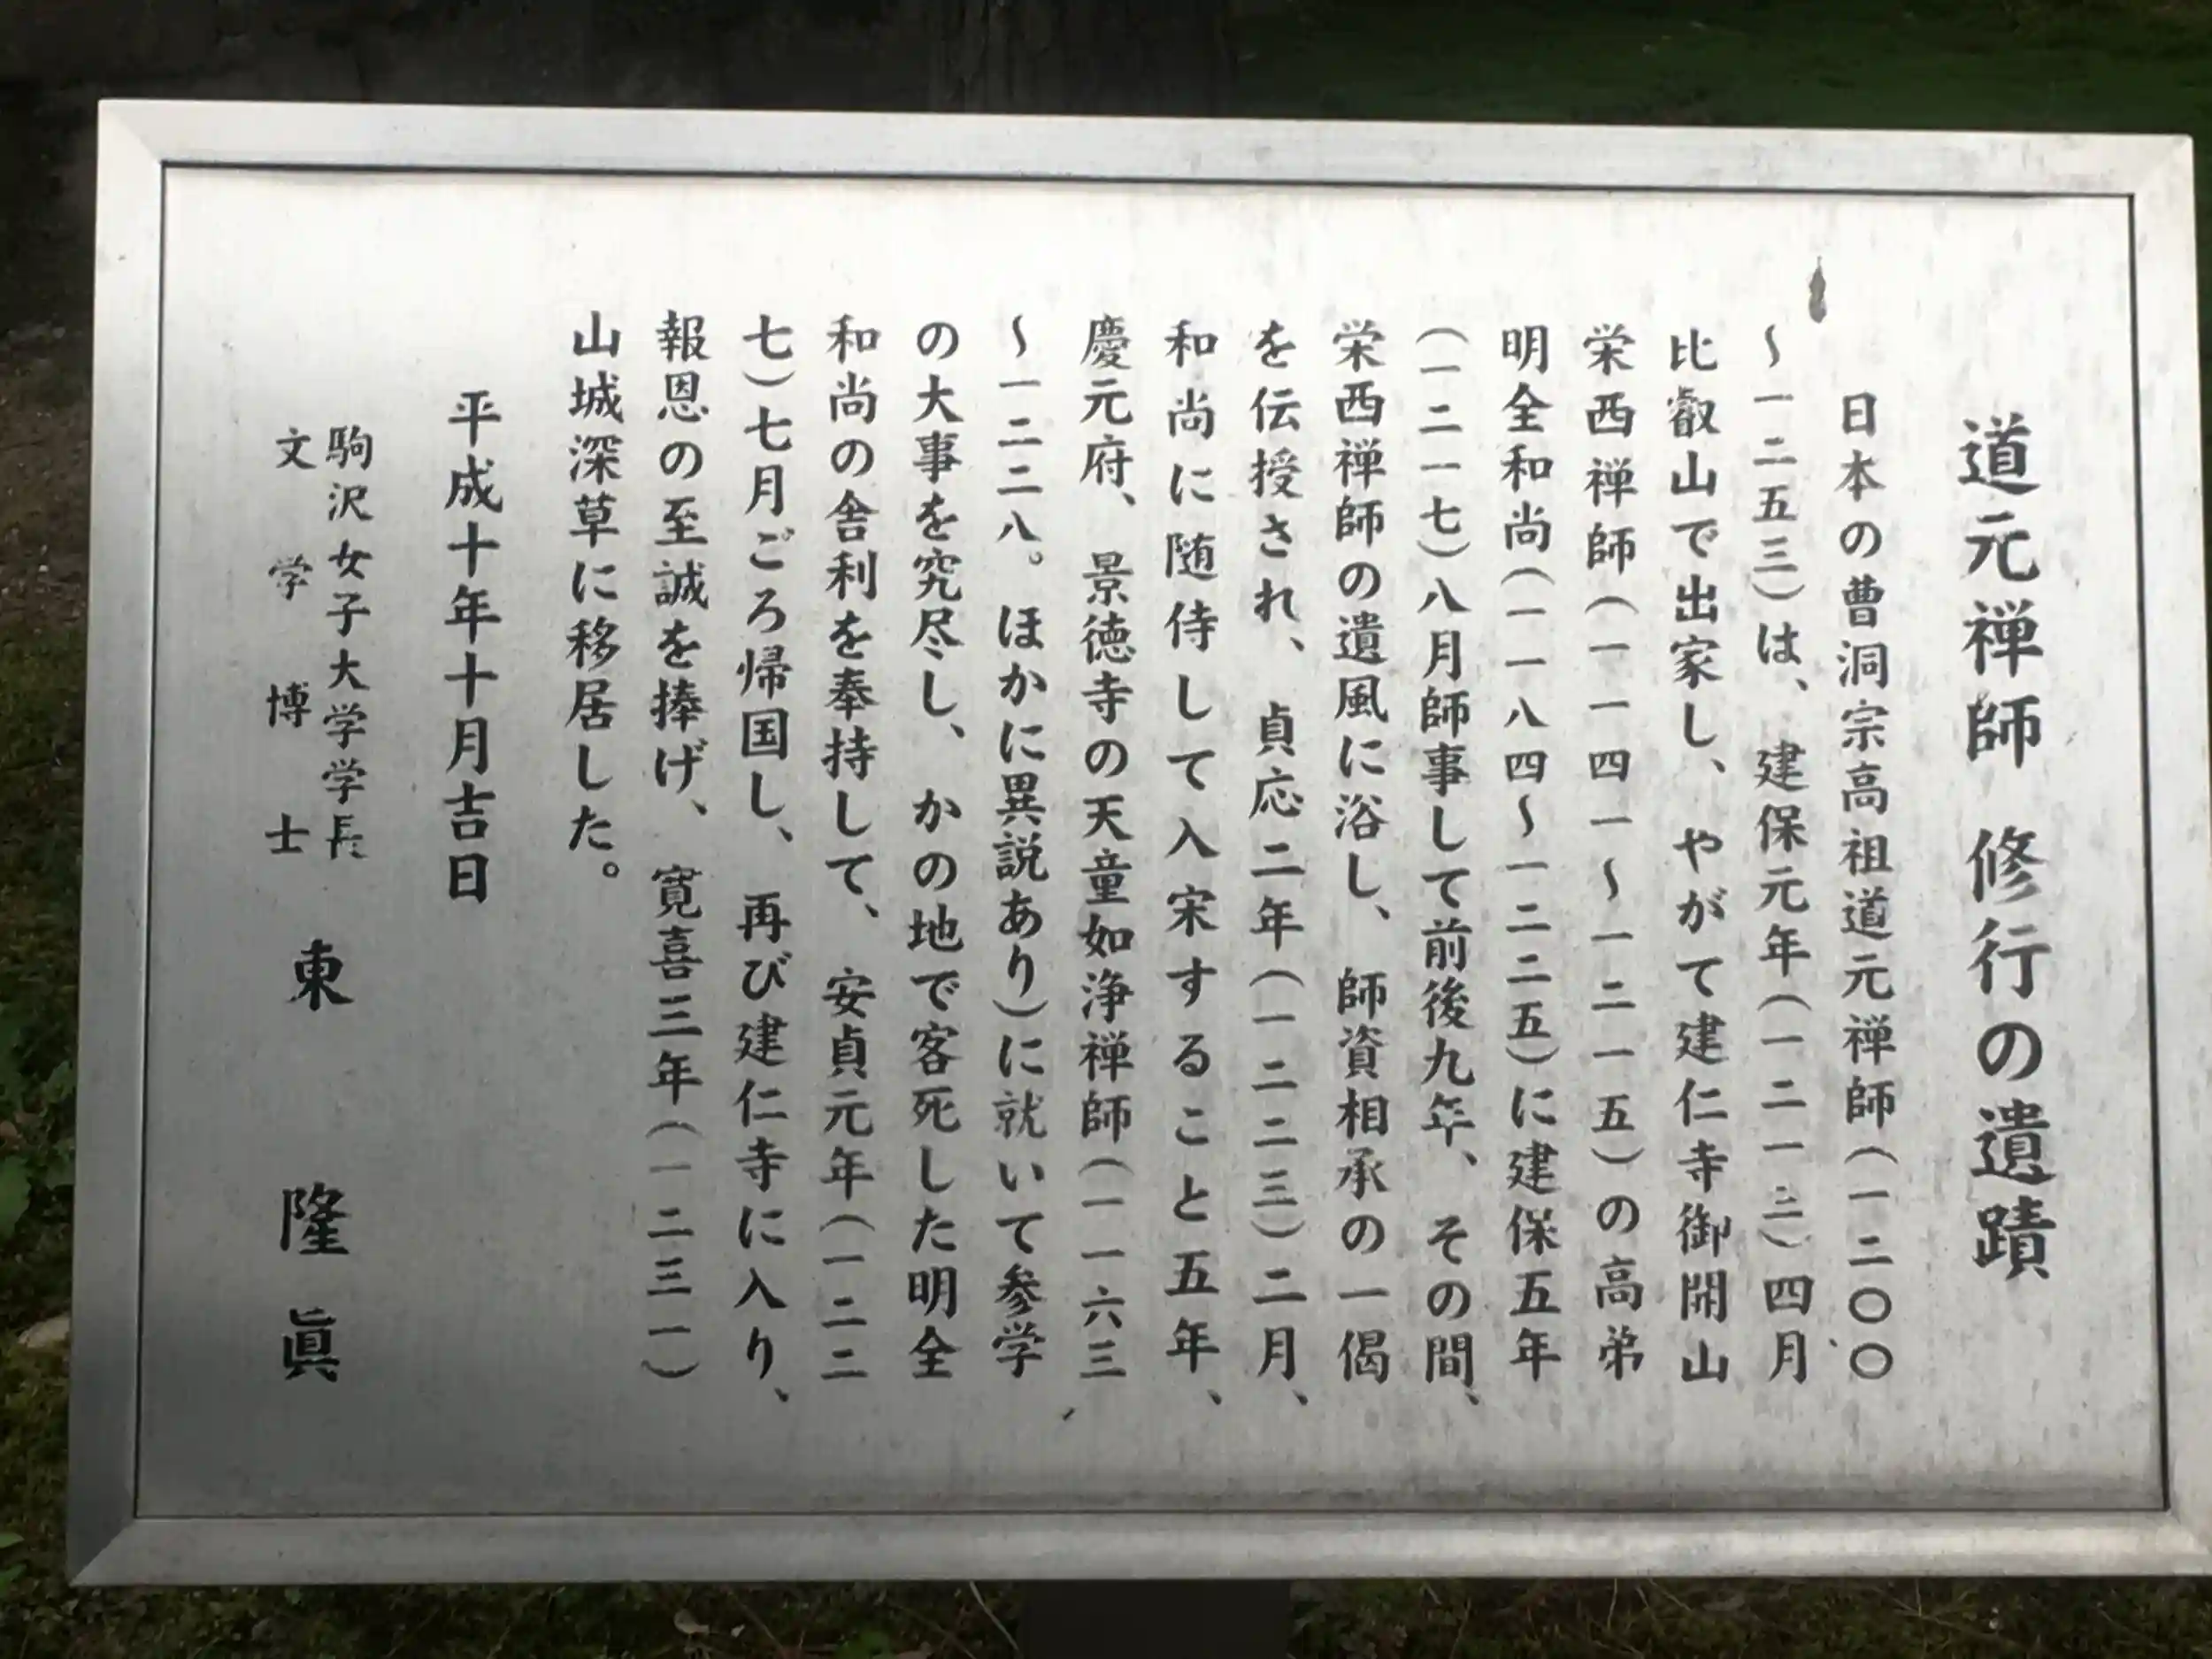 道元禅師 修行の遺蹟
日本の曹洞宗高祖道元禅師(一二〇〇
～一二五三)は、建保元年(一二一三)四月
比叡山で出家し、やがて建仁寺御開山
栄西禅師(一一四一～一二一五)の高弟
明全和尚(一一八四～一二二五)に建保五年
(一二一七)八月師事して前後九年、その間、
栄西禅師の遺風に浴し、師資相承の一偈
を伝授され、貞応二年(一二二三)二月、
和尚に随侍して入宋すること五年、
慶元府、景徳寺の天童如浄禅師(一一六三
～一二二八。ほかに異説あり)に就いて参学
の大事を究尽し、かの地で客死した明全
和尚の舎利を奉持して、安貞元年(一二二
七)七月ごろ帰国し、再び建仁寺に入り、
報恩の至誠を捧げ、寛喜三年(一二三一)
山城深草に移居した。
平成十年十月吉日
駒沢女子大学学長
文学博士
東 隆眞